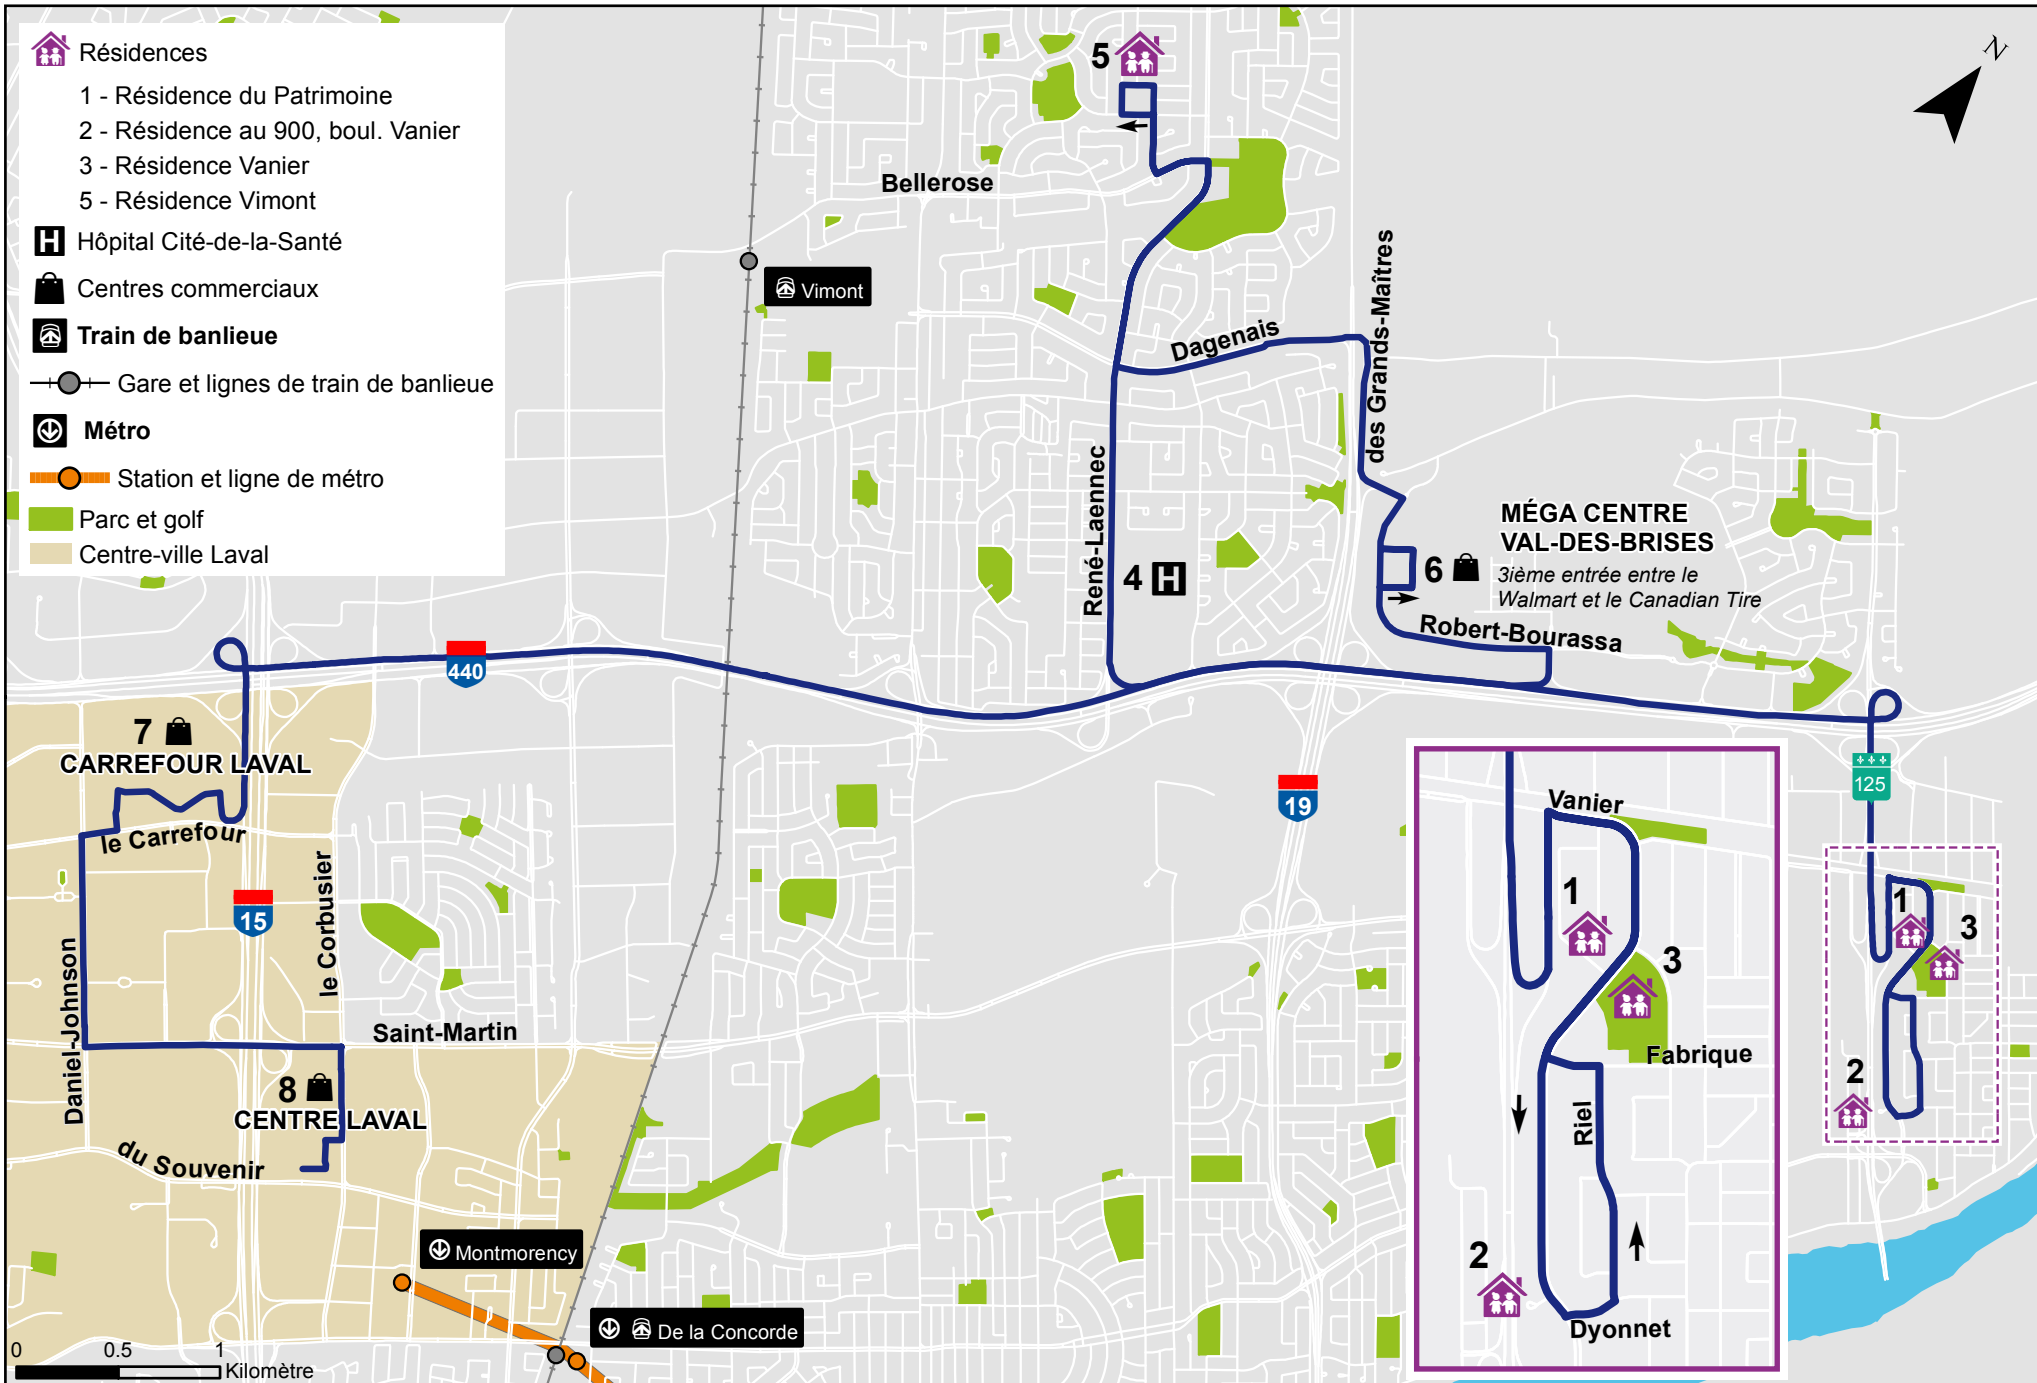 Résidences
1 - Résidence du Patrimoine
2 - Résidence au 900, boul. Vanier
3 - Résidence Vanier
5 - Résidence Vimont
H Hôpital Cité-de-la-Santé
Centres commerciaux
Train de banlieue
Gare et lignes de train de banlieue
Métro
Station et ligne de métro
Parc et golf
Centre-ville Laval
N
5
Bellerose
Vimont
Dagenais
des Grands-Maîtres
René-Laennec
4 H
6
MÉGA CENTRE
VAL-DES-BRISES
3ième entrée entre le
Walmart et le Canadian Tire
Robert-Bourassa
440
7
CARREFOUR LAVAL
le Carrefour
15
le Corbusier
Daniel-Johnson
Saint-Martin
8
CENTRE LAVAL
du Souvenir
Montmorency
De la Concorde
19
125
Vanier
1
3
Fabrique
Riel
2
Dyonnet
1
3
2
0 0.5 1
Kilomètre